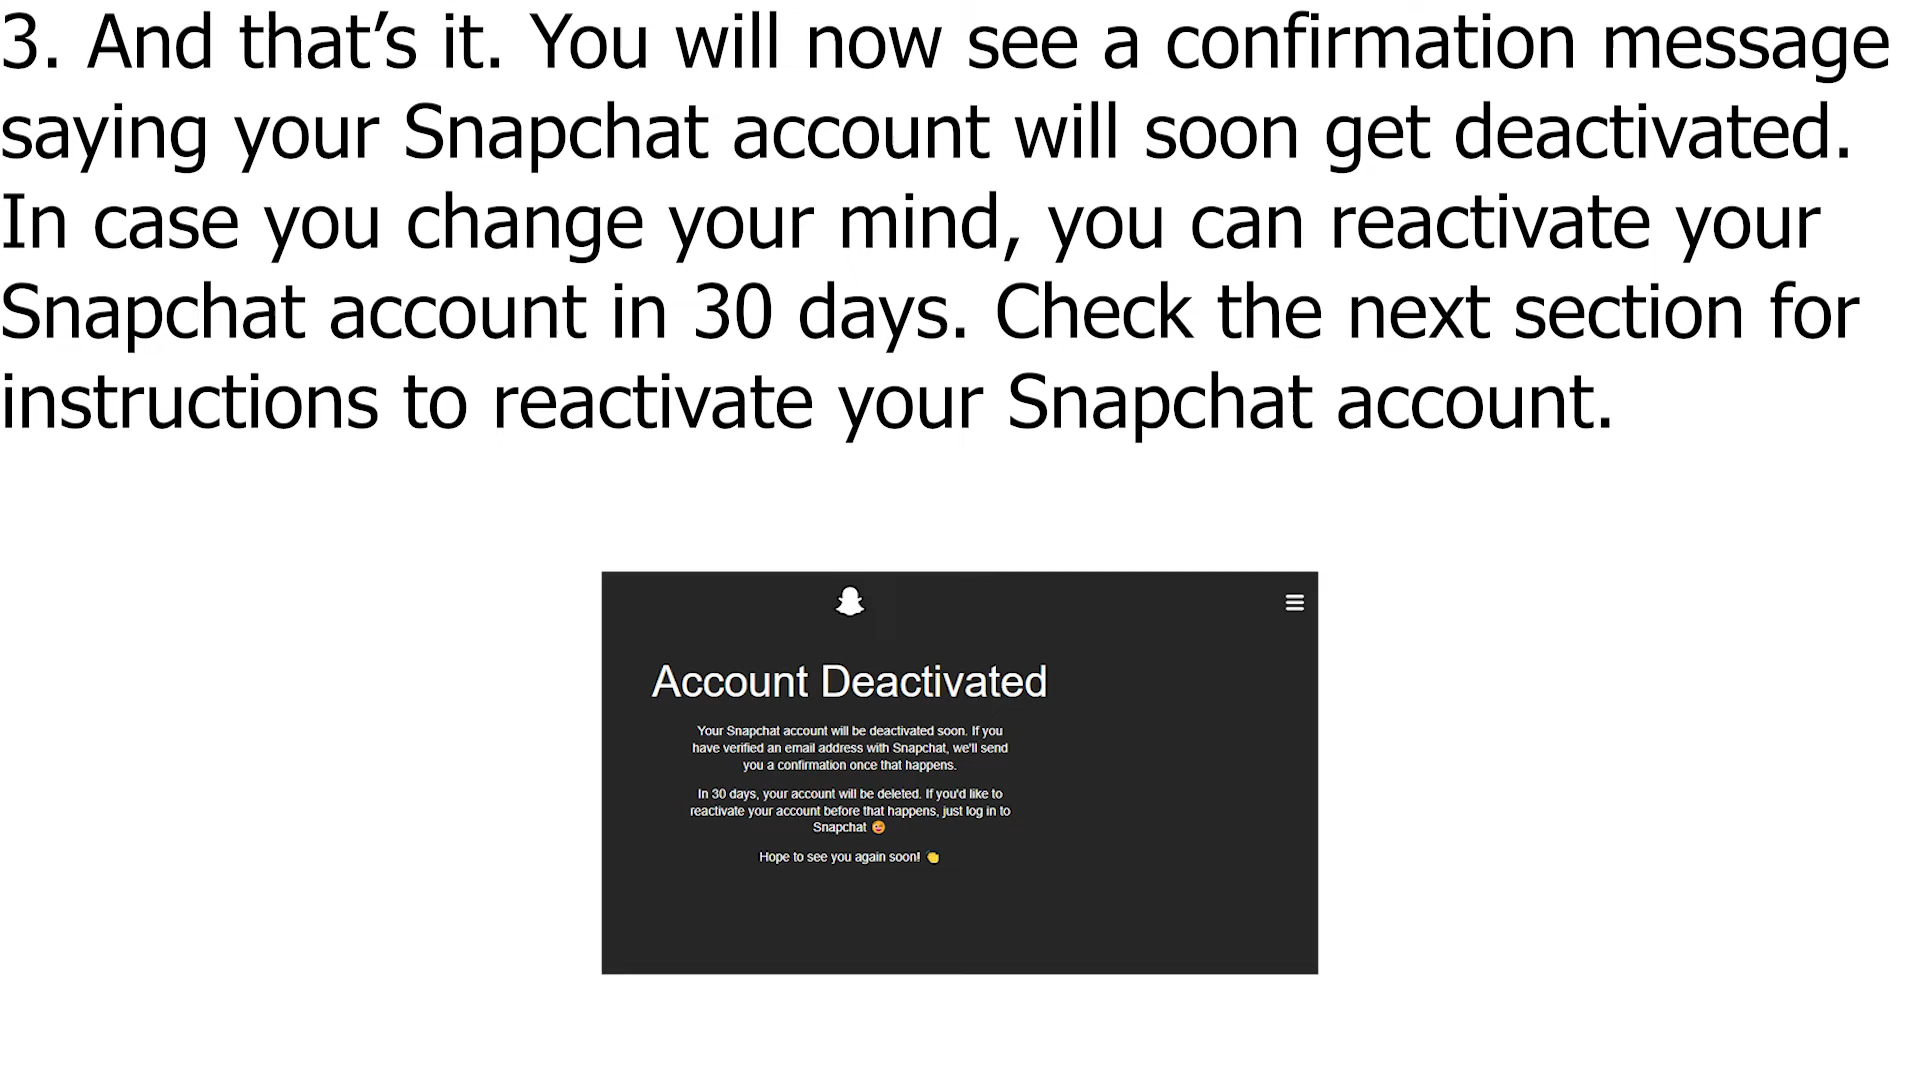 3. And that’s it. You will now see a confirmation message
saying your Snapchat account will soon get deactivated.
In case you change your mind, you can reactivate your
Snapchat account in 30 days. Check the next section for
instructions to reactivate your Snapchat account.
Account Deactivated
Your Snapchat account will be deactivated soon. If you
have verified an email address with Snapchat, we'll send
you a confirmation once that happens.
In 30 days, your account will be deleted. If you'd like to
reactivate your account before that happens, just log in to
Snapchat 😜
Hope to see you again soon! 👏